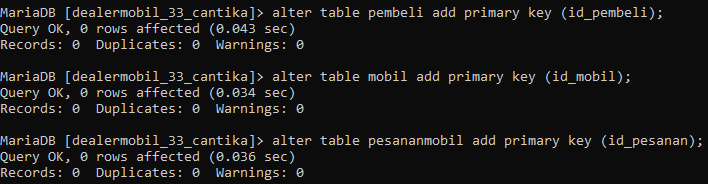 MariaDB [dealermobil_33_cantika]> alter table pembeli add primary key (id_pembeli);
Query OK, 0 rows affected (0.043 sec)
Records: 0  Duplicates: 0  Warnings: 0

MariaDB [dealermobil_33_cantika]> alter table mobil add primary key (id_mobil);
Query OK, 0 rows affected (0.034 sec)
Records: 0  Duplicates: 0  Warnings: 0

MariaDB [dealermobil_33_cantika]> alter table pesananmobil add primary key (id_pesanan);
Query OK, 0 rows affected (0.036 sec)
Records: 0  Duplicates: 0  Warnings: 0